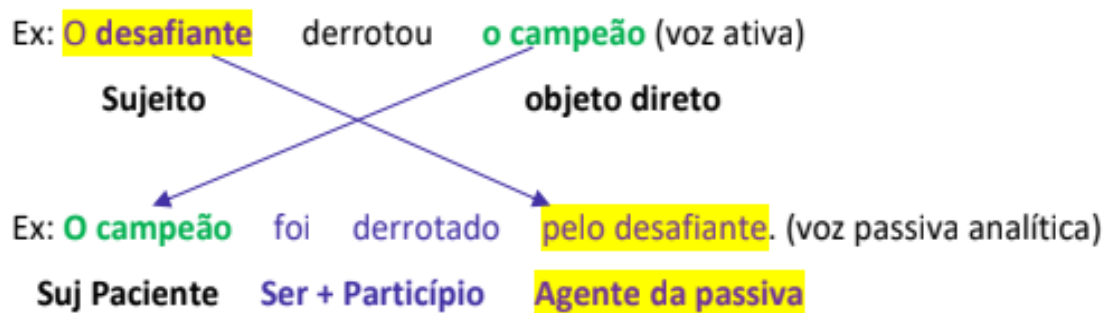 Ex: O desafiante derrotou o campeão (voz ativa)
Sujeito objeto direto
Ex: O campeão foi derrotado pelo desafiante. (voz passiva analítica)
Suj Paciente Ser + Particípio Agente da passiva